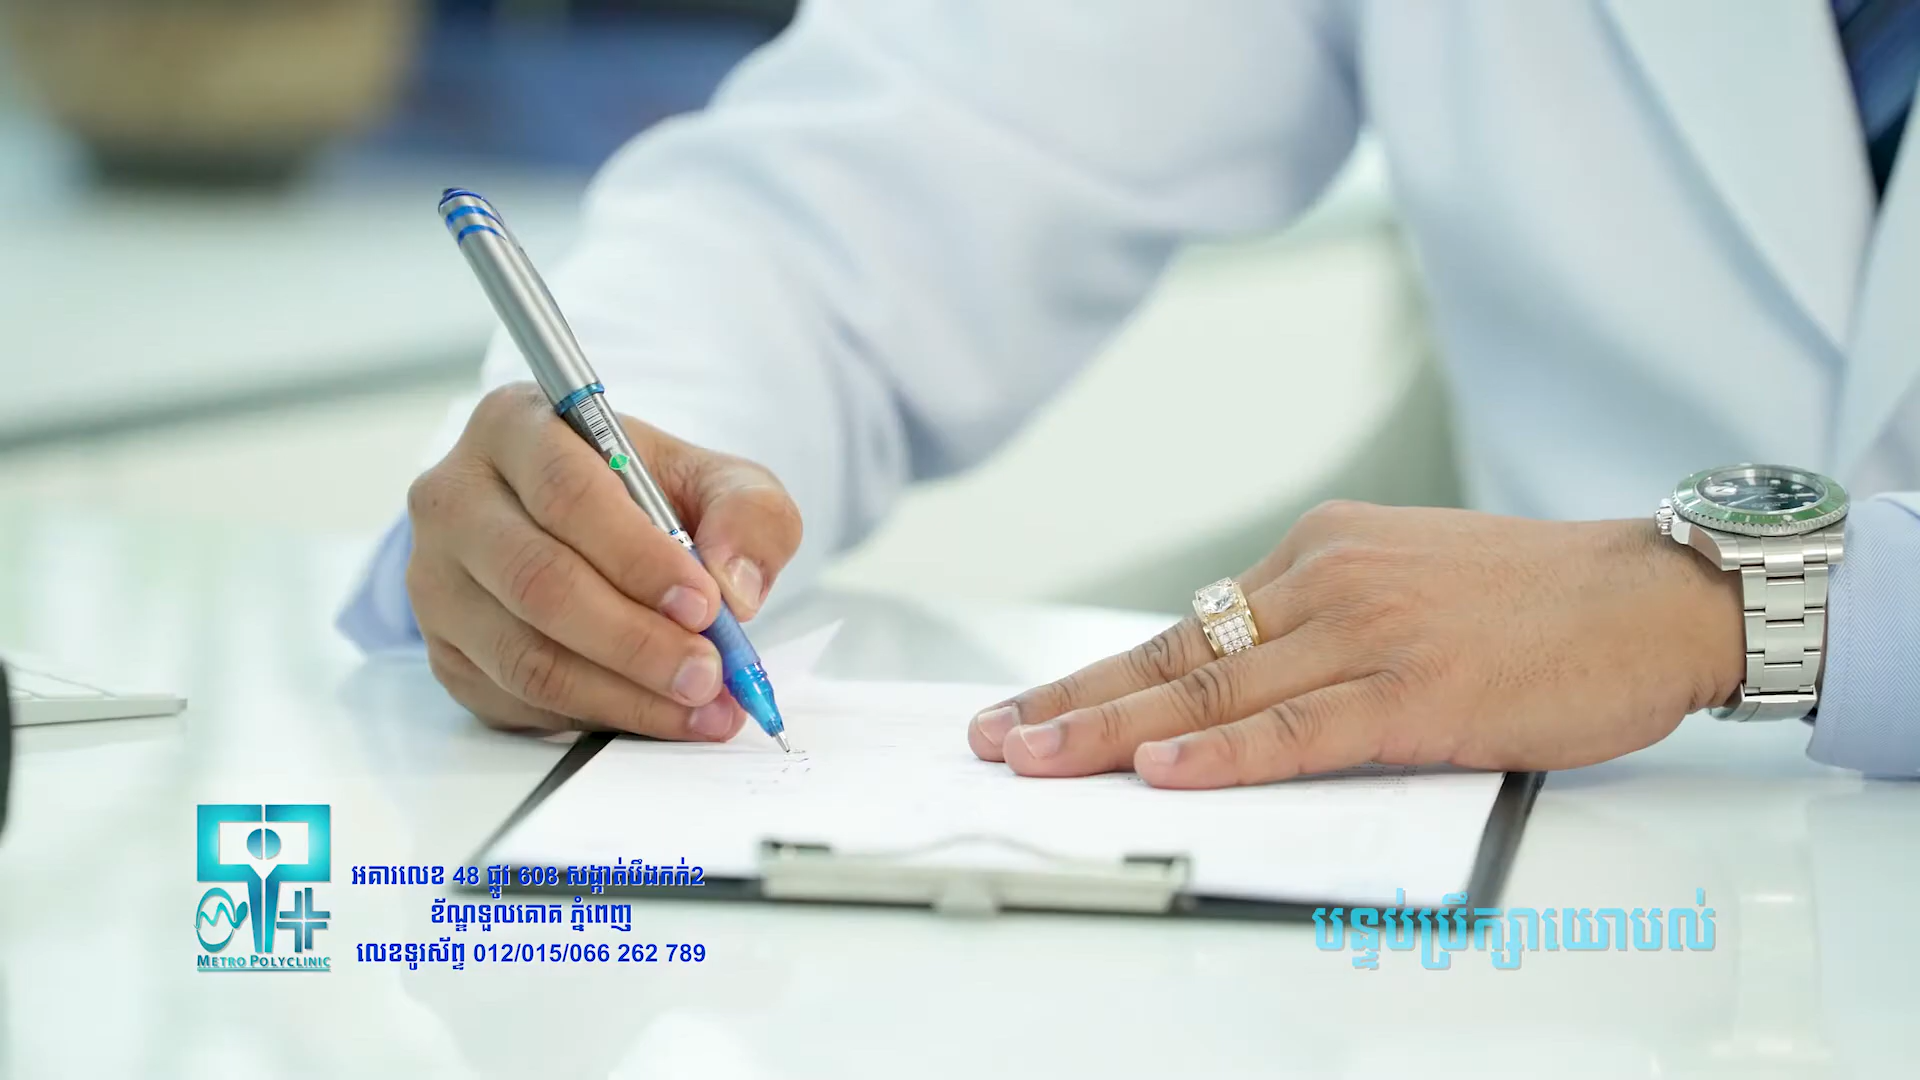 អគារលេខ 48 ផ្លូវ 608 សង្កាត់បឹងកក់2
ខ័ណ្ឌទួលគោក ភ្នំពេញ
លេខទូរស័ព្ទ 012/015/066 262 789
METRO POLYCLINIC
បន្ទប់ប្រឹក្សាយោបល់